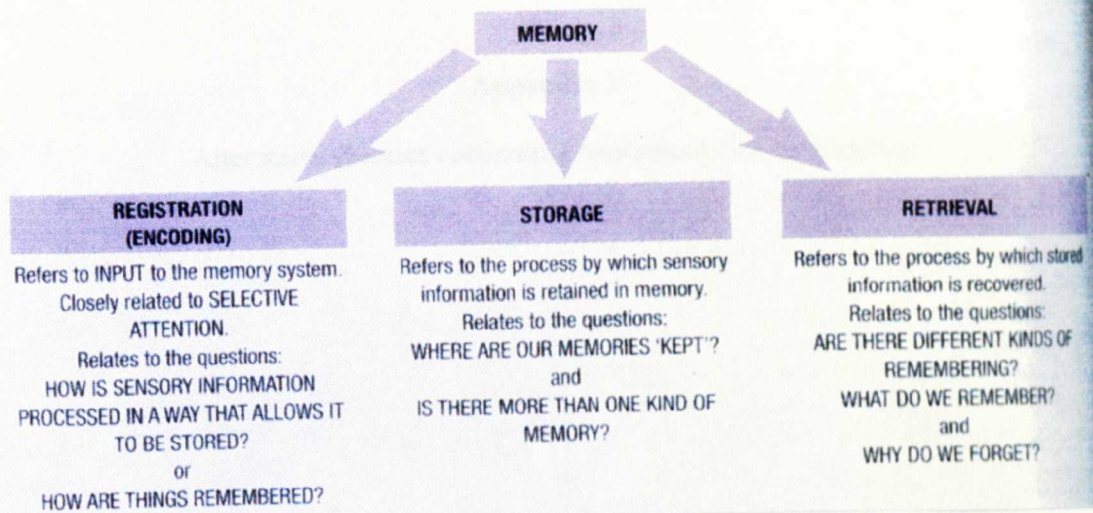 MEMORY
REGISTRATION
(ENCODING)
Refers to INPUT to the memory system.
Closely related to SELECTIVE
ATTENTION.
Relates to the questions:
HOW IS SENSORY INFORMATION
PROCESSED IN A WAY THAT ALLOWS IT
TO BE STORED?
or
HOW ARE THINGS REMEMBERED?
STORAGE
Refers to the process by which sensory
information is retained in memory.
Relates to the questions:
WHERE ARE OUR MEMORIES ‘KEPT’?
and
IS THERE MORE THAN ONE KIND OF
MEMORY?
RETRIEVAL
Refers to the process by which stored
information is recovered.
Relates to the questions:
ARE THERE DIFFERENT KINDS OF
REMEMBERING?
WHAT DO WE REMEMBER?
and
WHY DO WE FORGET?